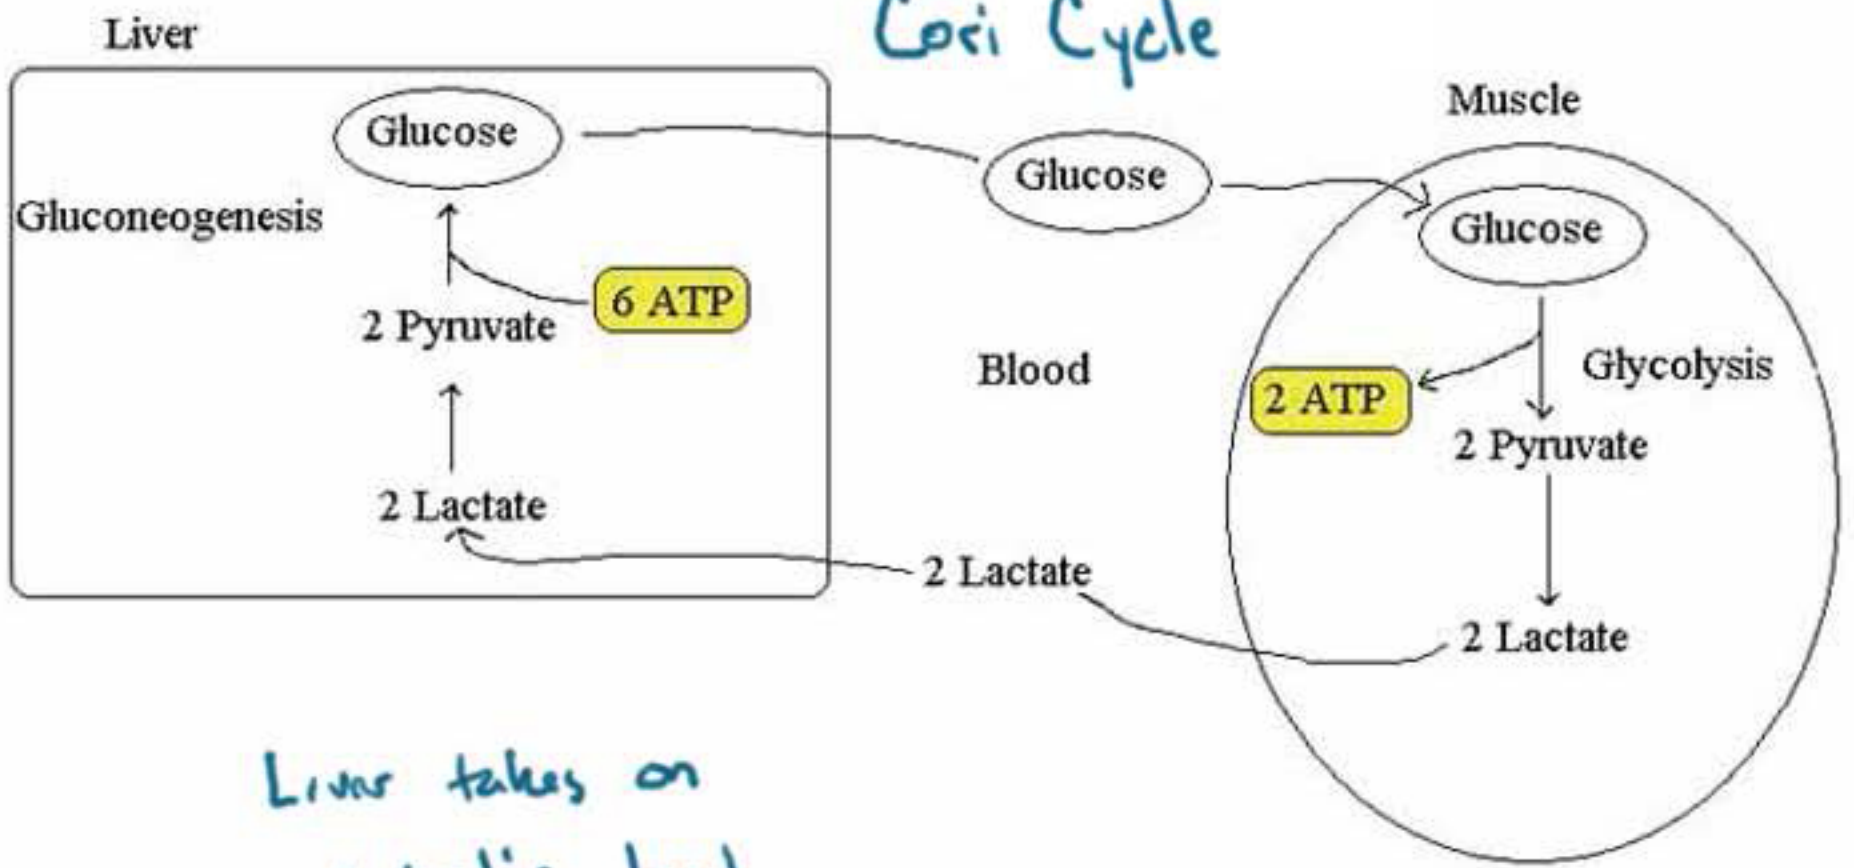 Cori Cycle
Liver
Glucose
Gluconeogenesis
6 ATP
2 Pyruvate
2 Lactate
Glucose
Blood
2 Lactate
Muscle
Glucose
2 ATP
Glycolysis
2 Pyruvate
2 Lactate
Liver takes on